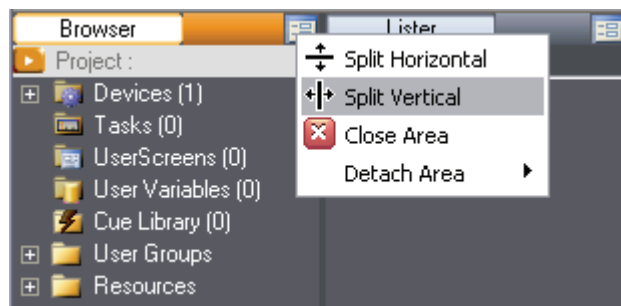 Browser
Lister
Project :
Devices (1)
Tasks (0)
UserScreens (0)
User Variables (0)
Cue Library (0)
User Groups
Resources
Split Horizontal
Split Vertical
Close Area
Detach Area